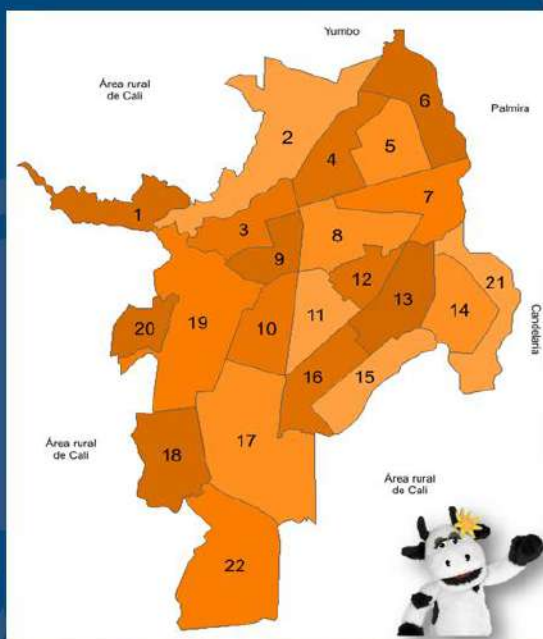 Yumbo
Área rural
de Cali
Palmira
6
2
4
5
7
1
3
8
9
12
21
20
19
10
11
13
14
Candelaria
16
15
18
17
Área rural
de Cali
Área rural
de Cali
22